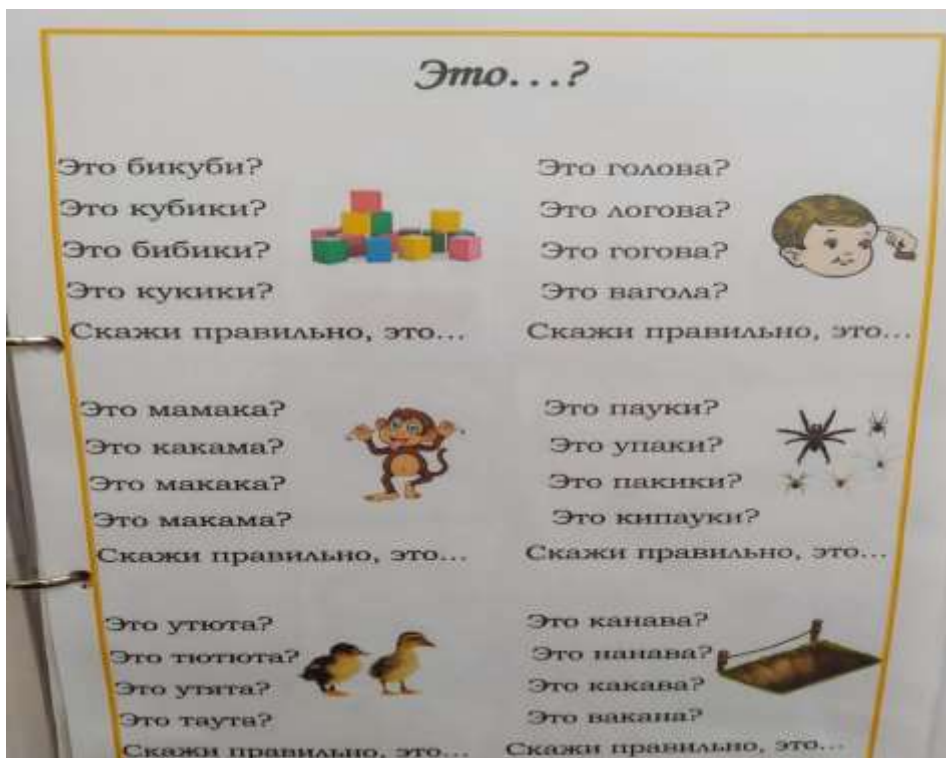 Это...?
Это бикуби?
Это кубики?
Это бибики?
Это кукики?
Скажи правильно, это...
Это голова?
Это логова?
Это гогова?
Это вагола?
Скажи правильно, это...
Это мамака?
Это какама?
Это макака?
Это макама?
Скажи правильно, это...
Это пауки?
Это упаки?
Это пакики?
Это кипауки?
Скажи правильно, это...
Это утюта?
Это тютюта?
Это утята?
Это таута?
Скажи правильно, это...
Это канава?
Это нанава?
Это какава?
Это вакана?
Скажи правильно, это...